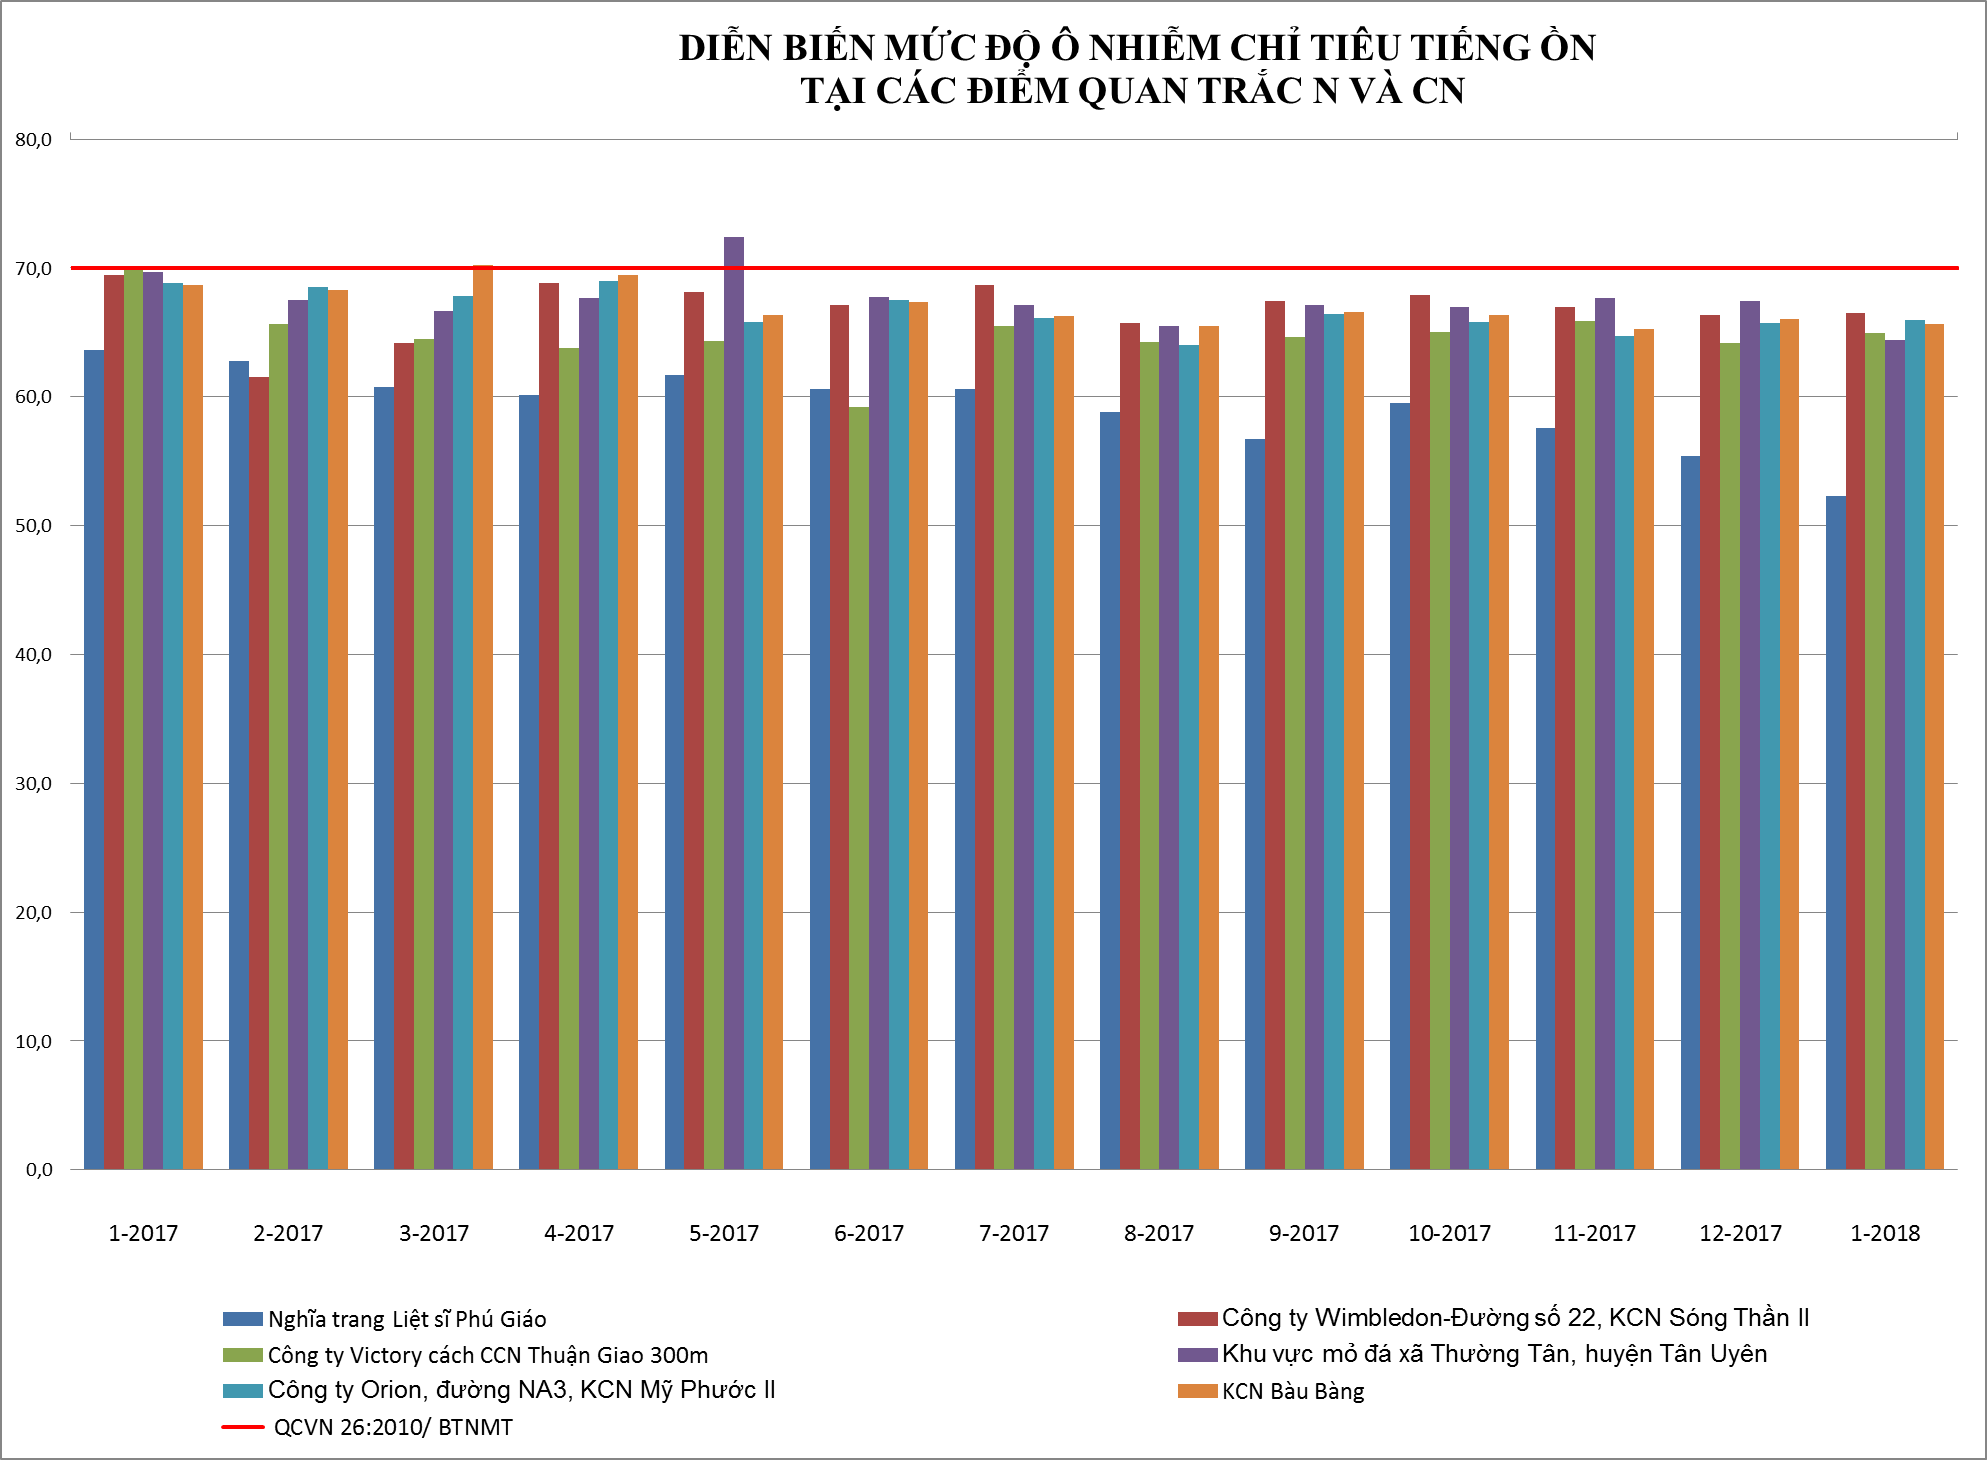 DIỄN BIẾN MỨC ĐỘ Ô NHIỄM CHỈ TIÊU TIẾNG ỒN
TẠI CÁC ĐIỂM QUAN TRẮC N VÀ CN
80,0
70,0
60,0
50,0
40,0
30,0
20,0
10,0
0,0
1-2017 2-2017 3-2017 4-2017 5-2017 6-2017 7-2017 8-2017 9-2017 10-2017 11-2017 12-2017 1-2018
Nghĩa trang Liệt sĩ Phú Giáo
Công ty Wimbledon-Đường số 22, KCN Sóng Thần II
Công ty Victory cách CCN Thuận Giao 300m
Khu vực mỏ đá xã Thường Tân, huyện Tân Uyên
Công ty Orion, đường NA3, KCN Mỹ Phước II
KCN Bàu Bàng
QCVN 26:2010/ BTNMT